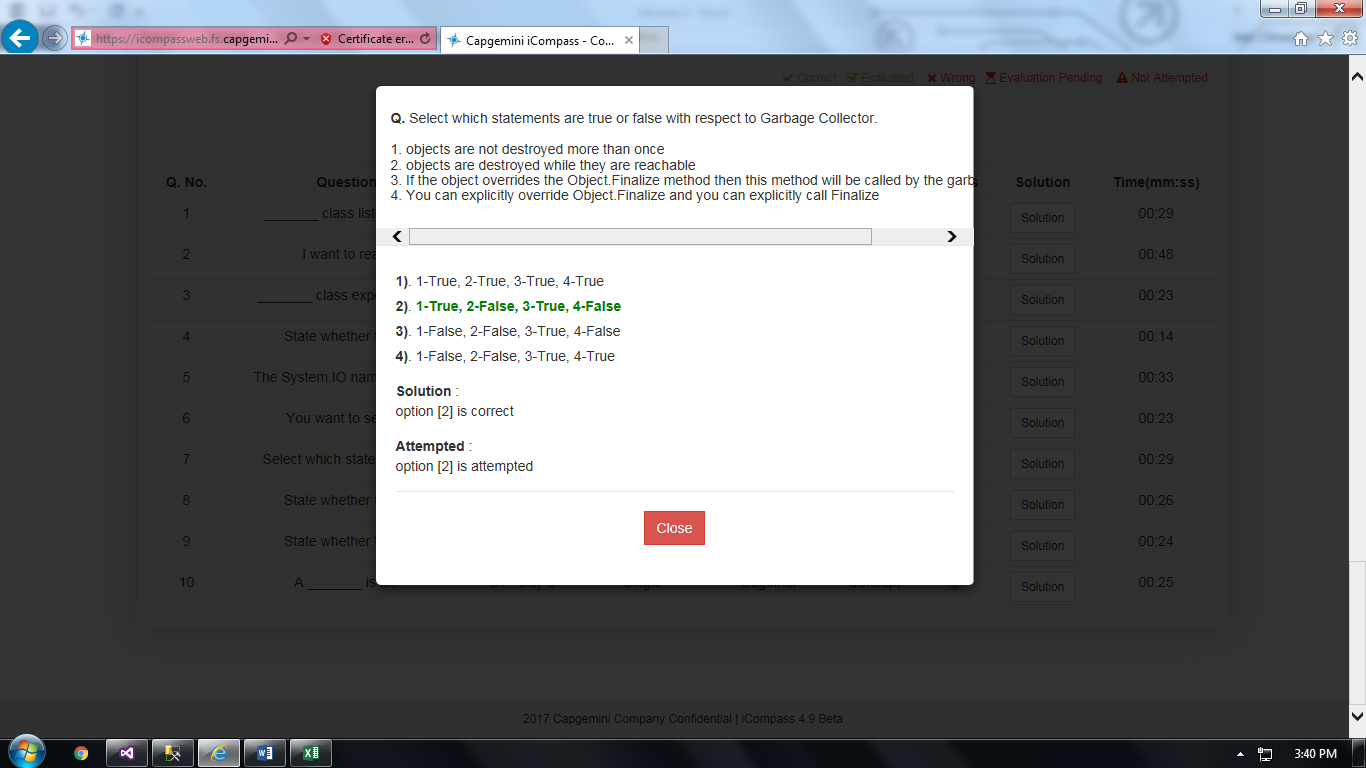 https://icompassweb.fs.capgemi...
Certificate er...
Capgemini iCompass - Co...
Correct Evaluated Wrong Evaluation Pending Not Attempted
Q. Select which statements are true or false with respect to Garbage Collector.
1. objects are not destroyed more than once
2. objects are destroyed while they are reachable
3. If the object overrides the Object.Finalize method then this method will be called by the garb
4. You can explicitly override Object.Finalize and you can explicitly call Finalize
1). 1-True, 2-True, 3-True, 4-True
2). 1-True, 2-False, 3-True, 4-False
3). 1-False, 2-False, 3-True, 4-False
4). 1-False, 2-False, 3-True, 4-True
Solution :
option [2] is correct
Attempted :
option [2] is attempted
Close
Q. No. Question Solution Time(mm:ss)
1 _______ class list Solution 00:29
2 I want to rea Solution 00:48
3 _______ class exp Solution 00:23
4 State whether Solution 00:14
5 The System.IO nam Solution 00:33
6 You want to se Solution 00:23
7 Select which state Solution 00:29
8 State whether Solution 00:26
9 State whether Solution 00:24
10 A _______ is Solution 00:25
2017 Capgemini Company Confidential | iCompass 4.9 Beta
3:40 PM